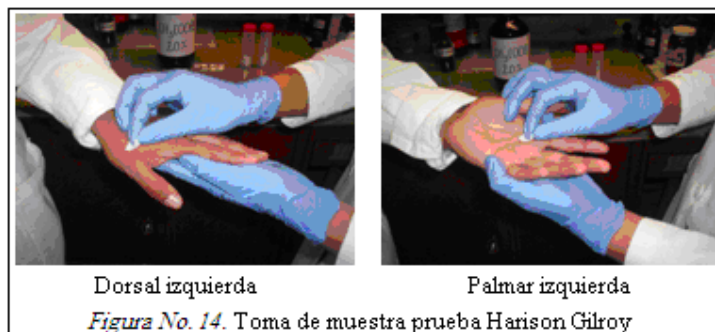 Dorsal izquierda
Palmar izquierda
Figura No. 14. Toma de muestra prueba Harison Gilroy